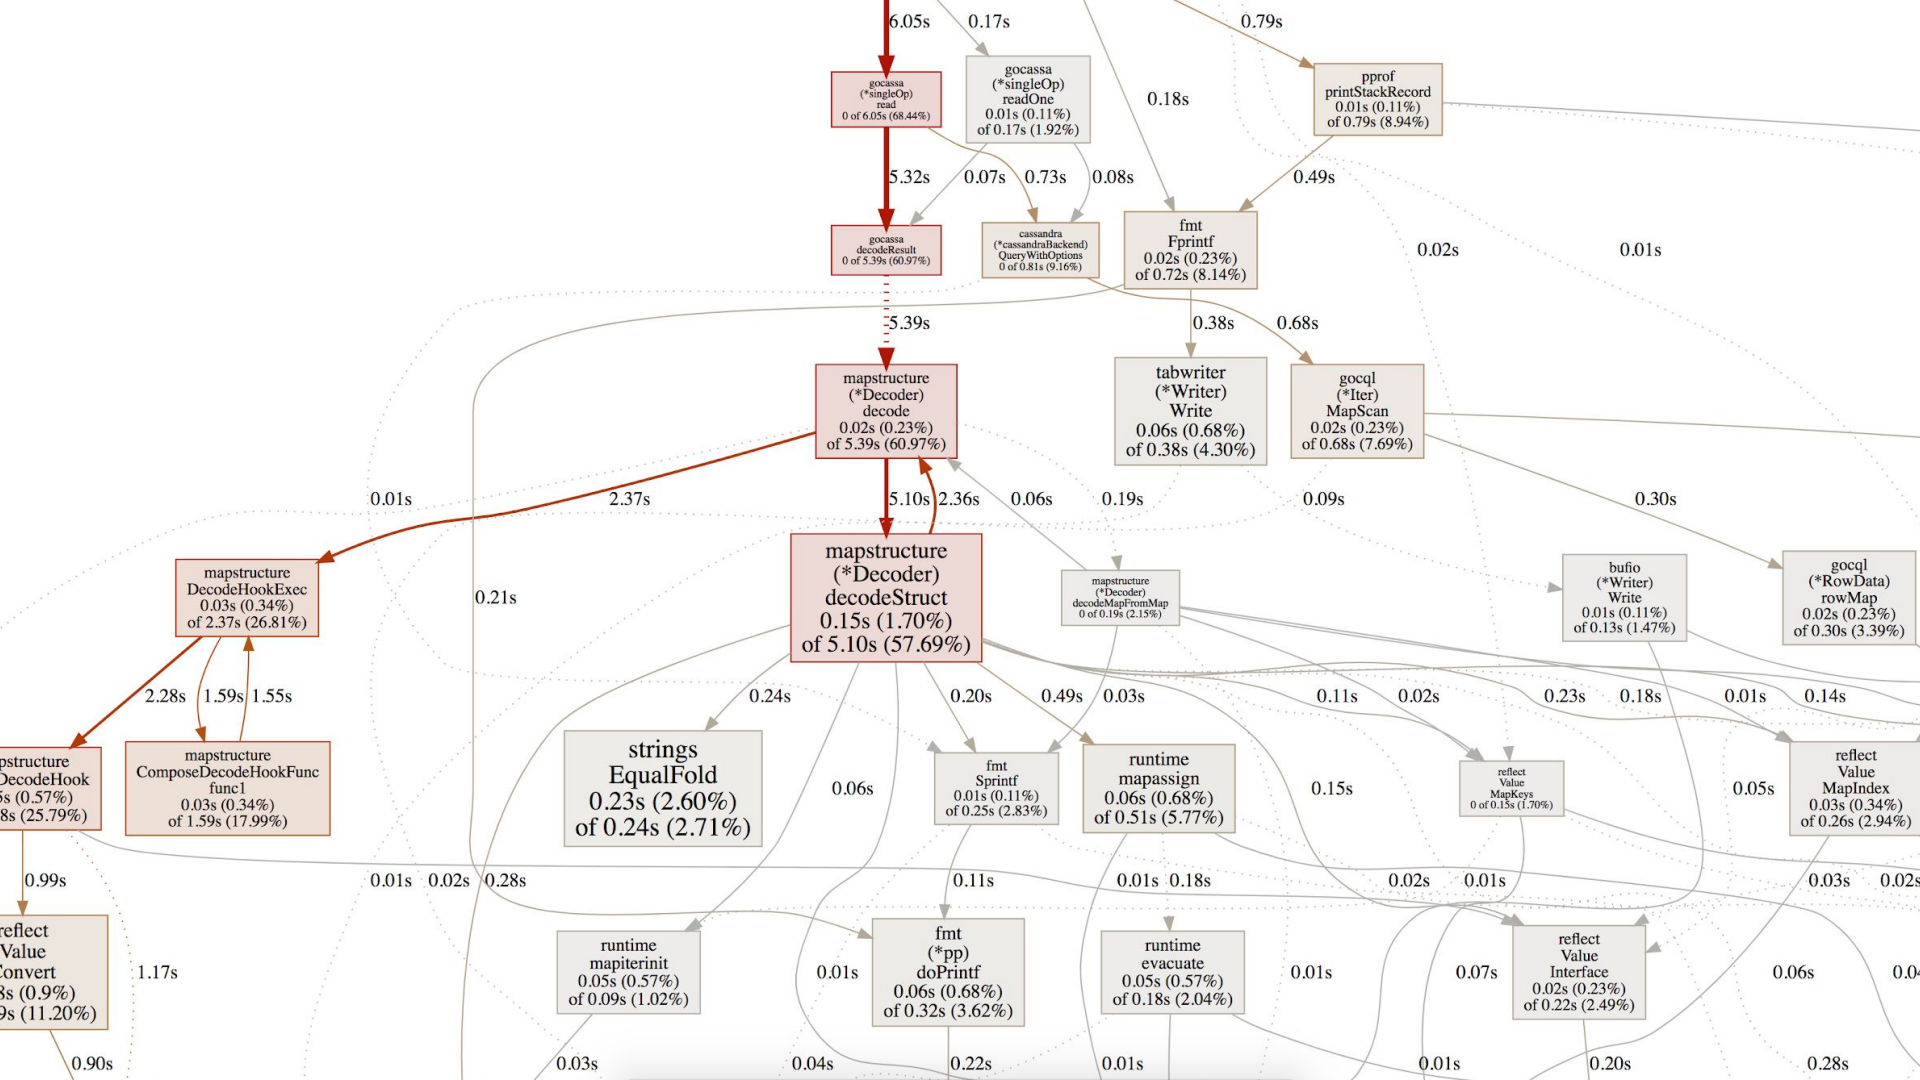 6.05s
0.17s
0.79s
gocassa
(*singleOp)
read
0 of 6.05s (68.44%)
gocassa
(*singleOp)
readOne
0.01s (0.11%)
of 0.17s (1.92%)
0.18s
pprof
printStackRecord
0.01s (0.11%)
of 0.79s (8.94%)
5.32s
0.07s
0.73s
0.08s
0.49s
gocassa
decodeResult
0 of 5.39s (60.97%)
cassandra
(*cassandraBackend)
QueryWithOptions
0 of 0.81s (9.16%)
fmt
Fprintf
0.02s (0.23%)
of 0.72s (8.14%)
0.02s
0.01s
5.39s
0.38s
0.68s
mapstructure
(*Decoder)
decode
0.02s (0.23%)
of 5.39s (60.97%)
tabwriter
(*Writer)
Write
0.06s (0.68%)
of 0.38s (4.30%)
gocql
(*Iter)
MapScan
0.02s (0.23%)
of 0.68s (7.69%)
0.01s
2.37s
5.10s
2.36s
0.06s
0.19s
0.09s
0.30s
mapstructure
DecodeHookExec
0.03s (0.34%)
of 2.37s (26.81%)
0.21s
mapstructure
(*Decoder)
decodeStruct
0.15s (1.70%)
of 5.10s (57.69%)
mapstructure
(*Decoder)
decodeMapFromMap
0 of 0.19s (2.15%)
bufio
(*Writer)
Write
0.01s (0.11%)
of 0.13s (1.47%)
gocql
(*RowData)
rowMap
0.02s (0.23%)
of 0.30s (3.39%)
2.28s
1.59s
1.55s
0.24s
0.20s
0.49s
0.03s
0.11s
0.02s
0.23s
0.18s
0.01s
0.14s
pstructure
DecodeHook
5s (0.57%)
8s (25.79%)
mapstructure
ComposeDecodeHookFunc
func1
0.03s (0.34%)
of 1.59s (17.99%)
strings
EqualFold
0.23s (2.60%)
of 0.24s (2.71%)
0.06s
fmt
Sprintf
0.01s (0.11%)
of 0.25s (2.83%)
runtime
mapassign
0.06s (0.68%)
of 0.51s (5.77%)
0.15s
reflect
Value
MapKeys
0 of 0.15s (1.70%)
0.05s
reflect
Value
MapIndex
0.03s (0.34%)
of 0.26s (2.94%)
0.99s
0.01s
0.02s
0.28s
0.11s
0.01s
0.18s
0.02s
0.01s
0.03s
0.02s
reflect
Value
Convert
8s (0.9%)
9s (11.20%)
1.17s
runtime
mapiterinit
0.05s (0.57%)
of 0.09s (1.02%)
0.01s
fmt
(*pp)
doPrintf
0.06s (0.68%)
of 0.32s (3.62%)
runtime
evacuate
0.05s (0.57%)
of 0.18s (2.04%)
0.01s
0.07s
reflect
Value
Interface
0.02s (0.23%)
of 0.22s (2.49%)
0.06s
0.04
0.90s
0.03s
0.04s
0.22s
0.01s
0.01s
0.20s
0.28s